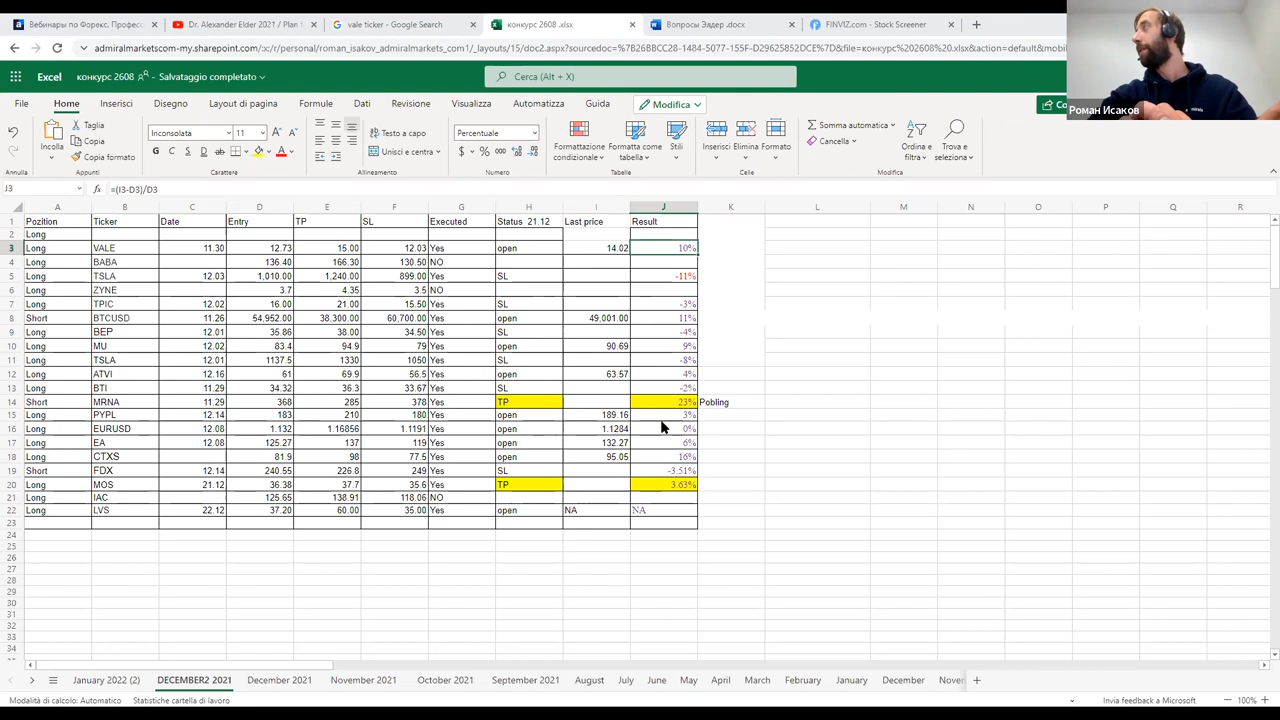 Вебинары по Форекс. Професс
Dr. Alexander Elder 2021 / Plan f
vale ticker - Google Search
конкурс 2608 .xlsx
Вопросы Элдер .docx
FINVIZ.com - Stock Screener
admiralmarketscom-my.sharepoint.com/:x:/personal/roman_isakov_admiralmarkets_com1/_layouts/15/doc2.aspx?sourcedoc=%7B26BBCC28-1484-5077-155F-D29625852DCE%7D&file=конкурс%202608%20.xlsx&action=default&mobil
Excel
конкурс 2608
- Salvataggio completato
Cerca (Alt + X)
Роман Исаков
File Home Inserisci Disegno Layout di pagina Formule Dati Revisione Visualizza Automatizza Guida Modifica Co
Taglia
Copia
Copia formato
Incolla
Inconsolata 11
G C S ab
Testo a capo
Unisci e centra
Percentuale
$ % 000
Formattazione condizionale
Formatta come tabella
Stili
Inserisci Elimina Formato
Somma automatica
Cancella
Ordina e filtra
Trova e seleziona
Annulla Appunti Carattere Allineamento Numero Tabelle Celle Modifica
J3 fx =(I3-D3)/D3
A B C D E F G H I J K L M N O P Q R
1 Pozition Ticker Date Entry TP SL Executed Status 21.12 Last price Result
2 Long
3 Long VALE 11.30 12.73 15.00 12.03 Yes open 14.02 10%
4 Long BABA 136.40 166.30 130.50 NO
5 Long TSLA 12.03 1,010.00 1,240.00 899.00 Yes SL -11%
6 Long ZYNE 3.7 4.35 3.5 NO
7 Long TPIC 12.02 16.00 21.00 15.50 Yes SL -3%
8 Short BTCUSD 11.26 54,952.00 38,300.00 60,700.00 Yes open 49,001.00 11%
9 Long BEP 12.01 35.86 38.00 34.50 Yes SL -4%
10 Long MU 12.02 83.4 94.9 79 Yes open 90.69 9%
11 Long TSLA 12.01 1137.5 1330 1050 Yes SL -8%
12 Long ATVI 12.16 61 69.9 56.5 Yes open 63.57 4%
13 Long BTI 11.29 34.32 36.3 33.67 Yes SL -2%
14 Short MRNA 11.29 368 285 378 Yes TP 23% Pobling
15 Long PYPL 12.14 183 210 180 Yes open 189.16 3%
16 Long EURUSD 12.08 1.132 1.16856 1.1191 Yes open 1.1284 0%
17 Long EA 12.08 125.27 137 119 Yes open 132.27 6%
18 Long CTXS 81.9 98 77.5 Yes open 95.05 16%
19 Short FDX 12.14 240.55 226.8 249 Yes SL -3.51%
20 Long MOS 21.12 36.38 37.7 35.6 Yes TP 3.63%
21 Long IAC 125.65 138.91 118.06 NO
22 Long LVS 22.12 37.20 60.00 35.00 Yes open NA NA
23
24
25
26
27
28
29
30
31
32
33
34
January 2022 (2) DECEMBER2 2021 December 2021 November 2021 October 2021 September 2021 August July June May April March February January December Nover
Modalità di calcolo: Automatico Statistiche cartella di lavoro Invia feedback a Microsoft 100%